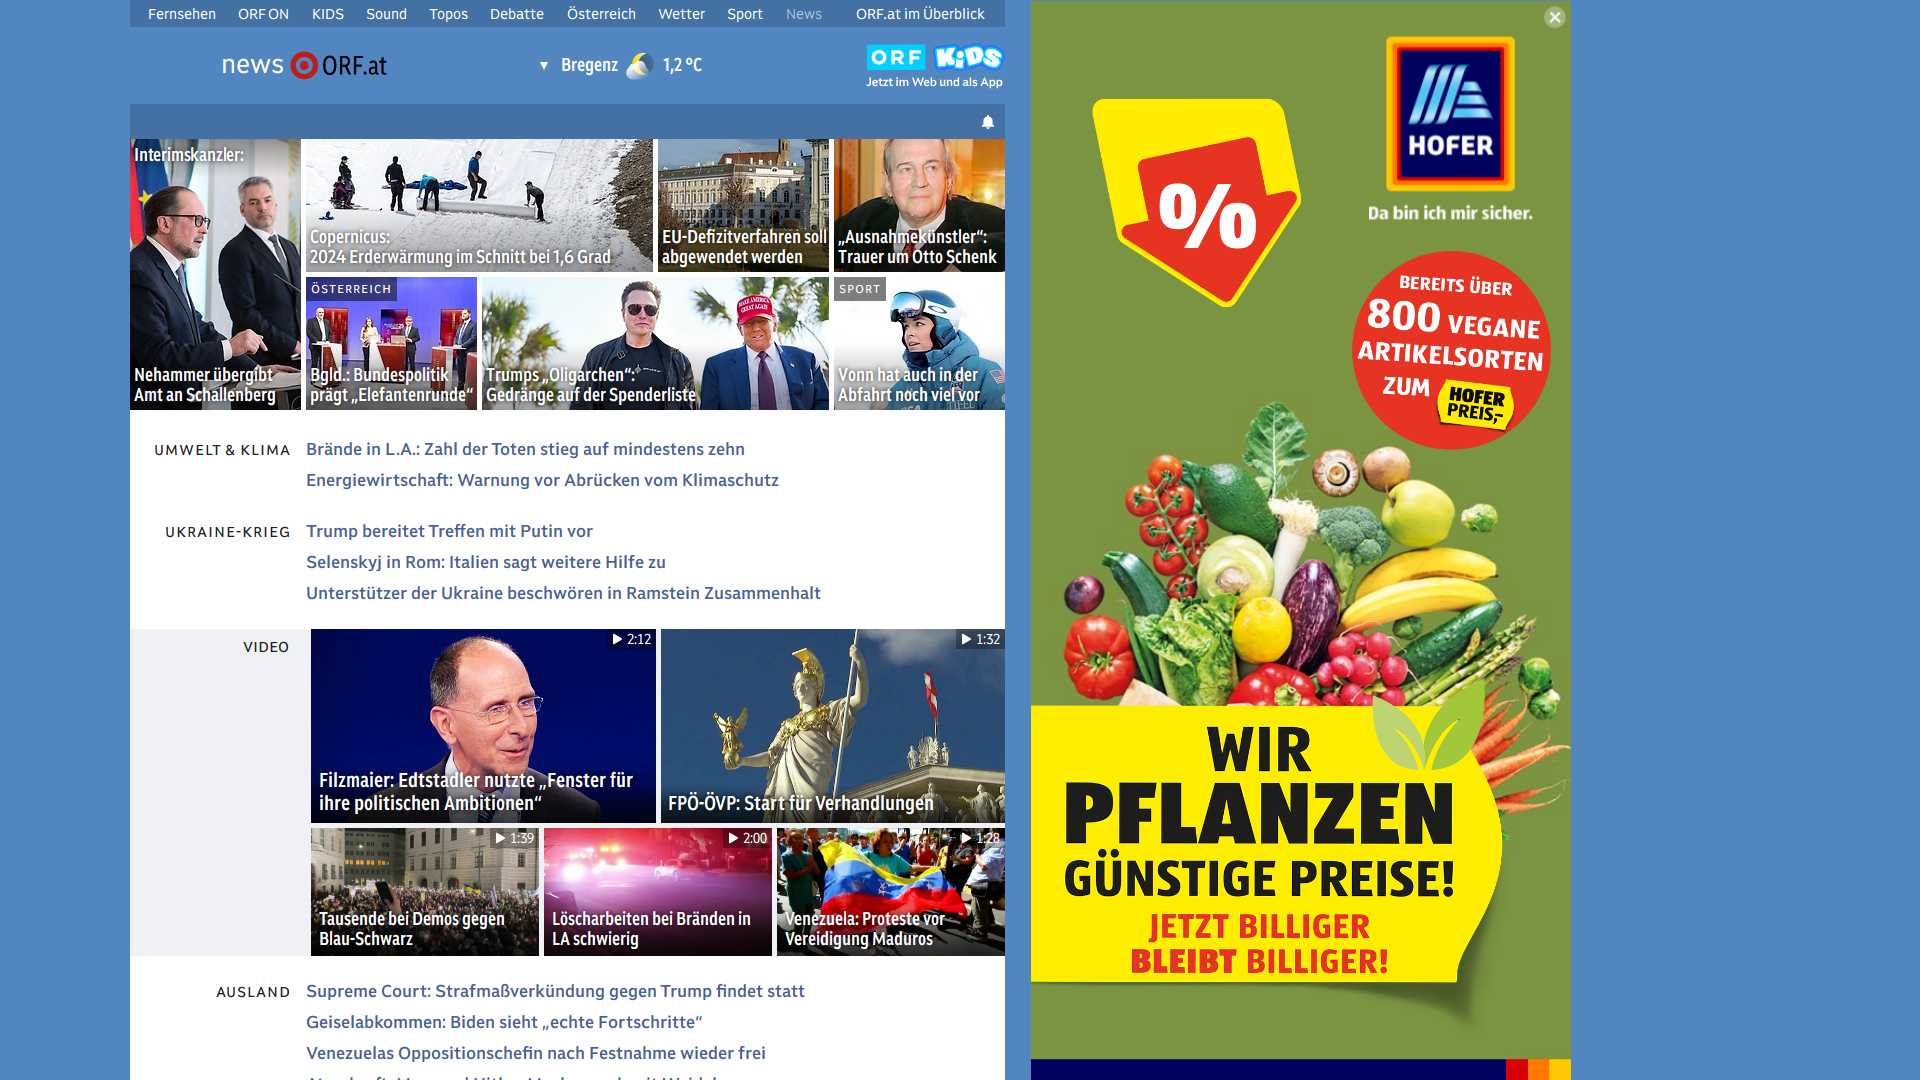 Fernsehen ORF ON KIDS Sound Topos Debatte Österreich Wetter Sport News ORF.at im Überblick
news ORF.at
Bregenz 1,2 °C
ORF KiDS
Jetzt im Web und als App
Interimskanzler:
Nehammer übergibt
Amt an Schallenberg
Copernicus:
2024 Erderwärmung im Schnitt bei 1,6 Grad
EU-Defizitverfahren soll
abgewendet werden
„Ausnahmekünstler“:
Trauer um Otto Schenk
ÖSTERREICH
Bgld.: Bundespolitik
prägt „Elefantenrunde“
MAKE AMERICA
GREAT AGAIN
Trumps „Oligarchen“:
Gedränge auf der Spenderliste
SPORT
Vonn hat auch in der
Abfahrt noch viel vor
UMWELT & KLIMA
Brände in L.A.: Zahl der Toten stieg auf mindestens zehn
Energiewirtschaft: Warnung vor Abrücken vom Klimaschutz
UKRAINE-KRIEG
Trump bereitet Treffen mit Putin vor
Selenskyj in Rom: Italien sagt weitere Hilfe zu
Unterstützer der Ukraine beschwören in Ramstein Zusammenhalt
VIDEO
2:12
Filzmaier: Edtstadler nutzte „Fenster für
ihre politischen Ambitionen“
1:32
FPÖ-ÖVP: Start für Verhandlungen
1:39
Tausende bei Demos gegen
Blau-Schwarz
2:00
Löscharbeiten bei Bränden in
LA schwierig
1:28
Venezuela: Proteste vor
Vereidigung Maduros
AUSLAND
Supreme Court: Strafmaßverkündung gegen Trump findet statt
Geiselabkommen: Biden sieht „echte Fortschritte“
Venezuelas Oppositionschefin nach Festnahme wieder frei
%
HOFER
Da bin ich mir sicher.
BEREITS ÜBER
800 VEGANE
ARTIKELSORTEN
ZUM HOFER
PREIS,-
WIR
PFLANZEN
GÜNSTIGE PREISE!
JETZT BILLIGER
BLEIBT BILLIGER!